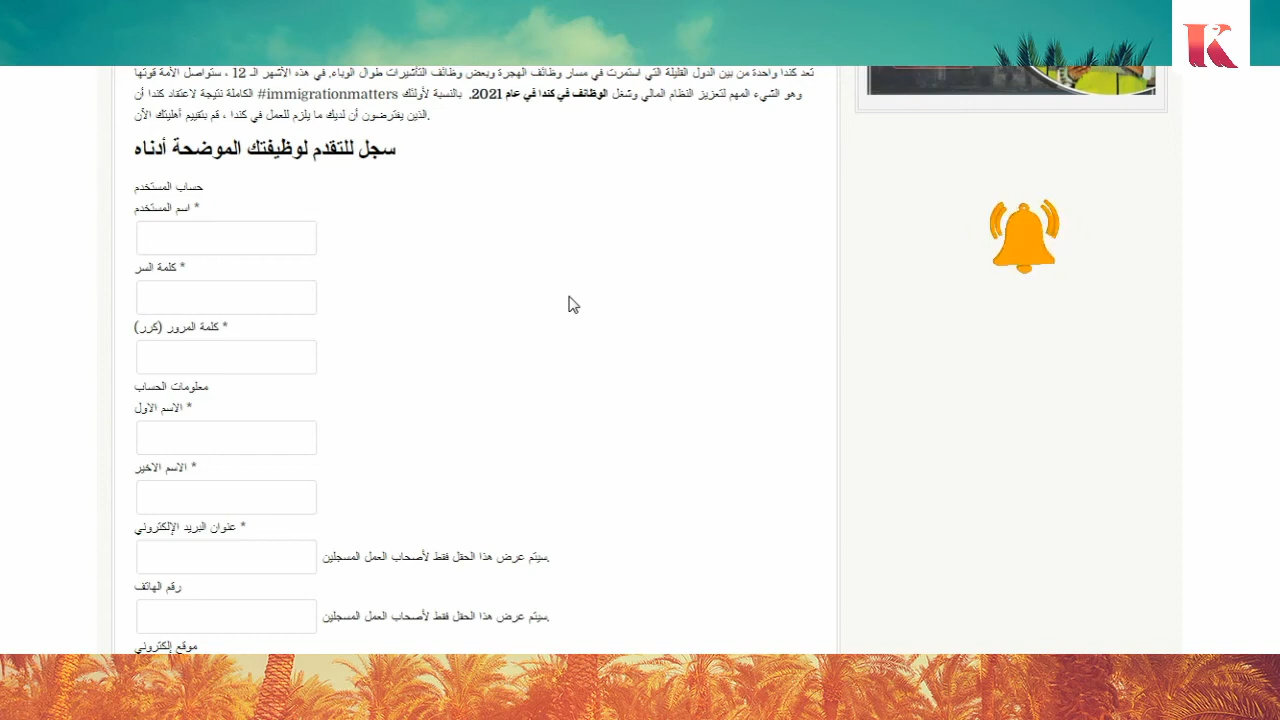 تعد كندا واحدة من بين الدول القليلة التي استمرت في مسار وظائف الهجرة وبعض وظائف التأشيرات طوال الوباء. في هذه الأشهر الـ 12 ، ستواصل الأمة قوتها
وهو الشيء المهم لتعزيز النظام المالي وشغل الوظائف في كندا في عام 2021. بالنسبة لأولئك immigrationmatters# الكاملة نتيجة لاعتقاد كندا أن
الذين يفترضون أن لديك ما يلزم للعمل في كندا ، قم بتقييم أهليتك الآن.
سجل للتقدم لوظيفتك الموضحة أدناه
حساب المستخدم
اسم المستخدم *
كلمة السر *
كلمة المرور (كرر) *
معلومات الحساب
الاسم الاول *
الاسم الاخير *
عنوان البريد الإلكتروني *
سيتم عرض هذا الحقل فقط لأصحاب العمل المسجلين.
رقم الهاتف
سيتم عرض هذا الحقل فقط لأصحاب العمل المسجلين.
موقع إلكتروني
K